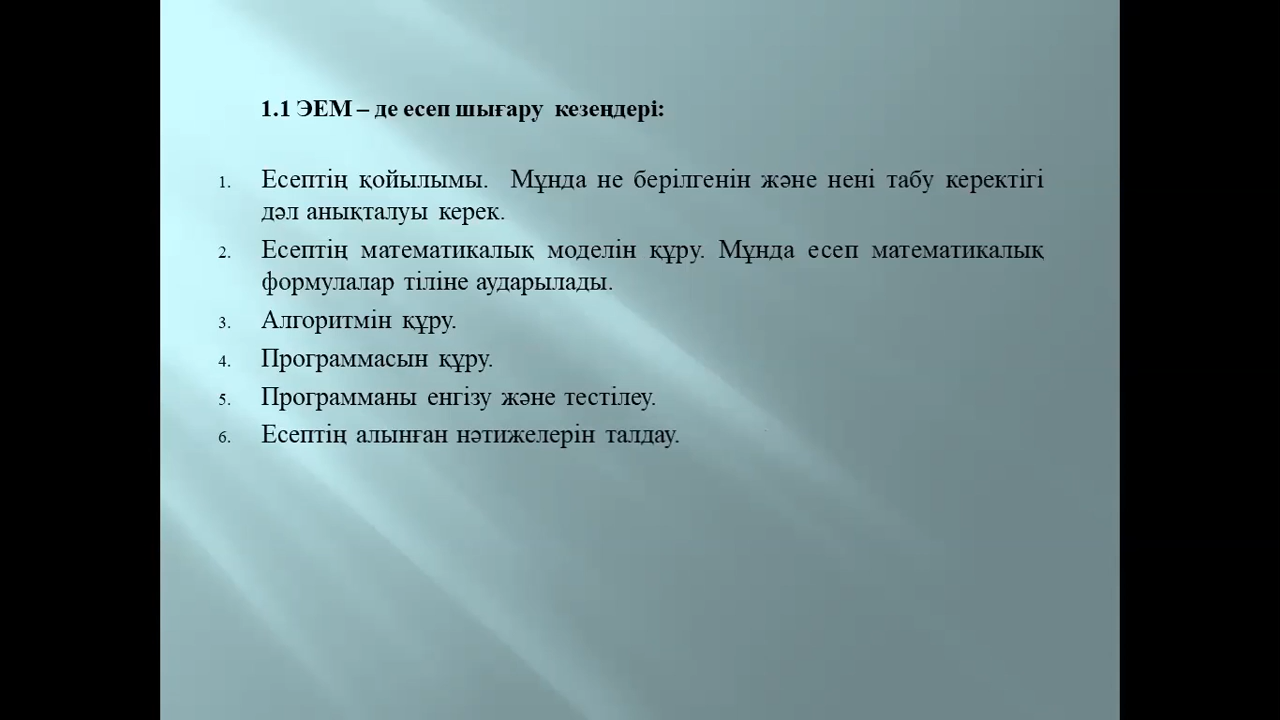 1.1 ЭЕМ – де есеп шығару кезеңдері:
1. Есептің қойылымы. Мұнда не берілгенін және нені табу керектігі
дәл анықталуы керек.
2. Есептің математикалық моделін құру. Мұнда есеп математикалық
формулалар тіліне аударылады.
3. Алгоритмін құру.
4. Программасын құру.
5. Программаны енгізу және тестілеу.
6. Есептің алынған нәтижелерін талдау.